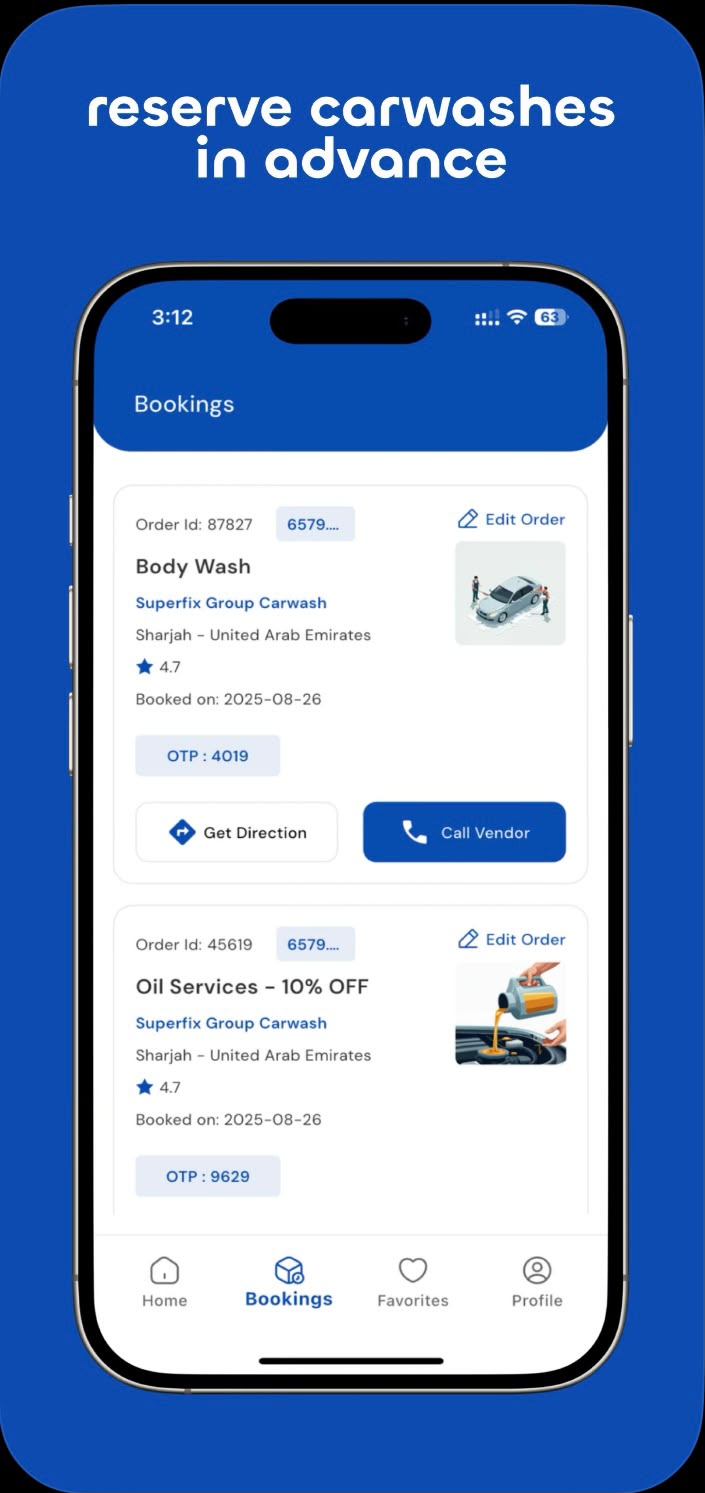 reserve carwashes
in advance
3:12
63
Bookings
Order Id: 87827
6579....
Edit Order
Body Wash
Superfix Group Carwash
Sharjah - United Arab Emirates
4.7
Booked on: 2025-08-26
OTP : 4019
Get Direction
Call Vendor
Order Id: 45619
6579....
Edit Order
Oil Services - 10% OFF
Superfix Group Carwash
Sharjah - United Arab Emirates
4.7
Booked on: 2025-08-26
OTP : 9629
Home
Bookings
Favorites
Profile